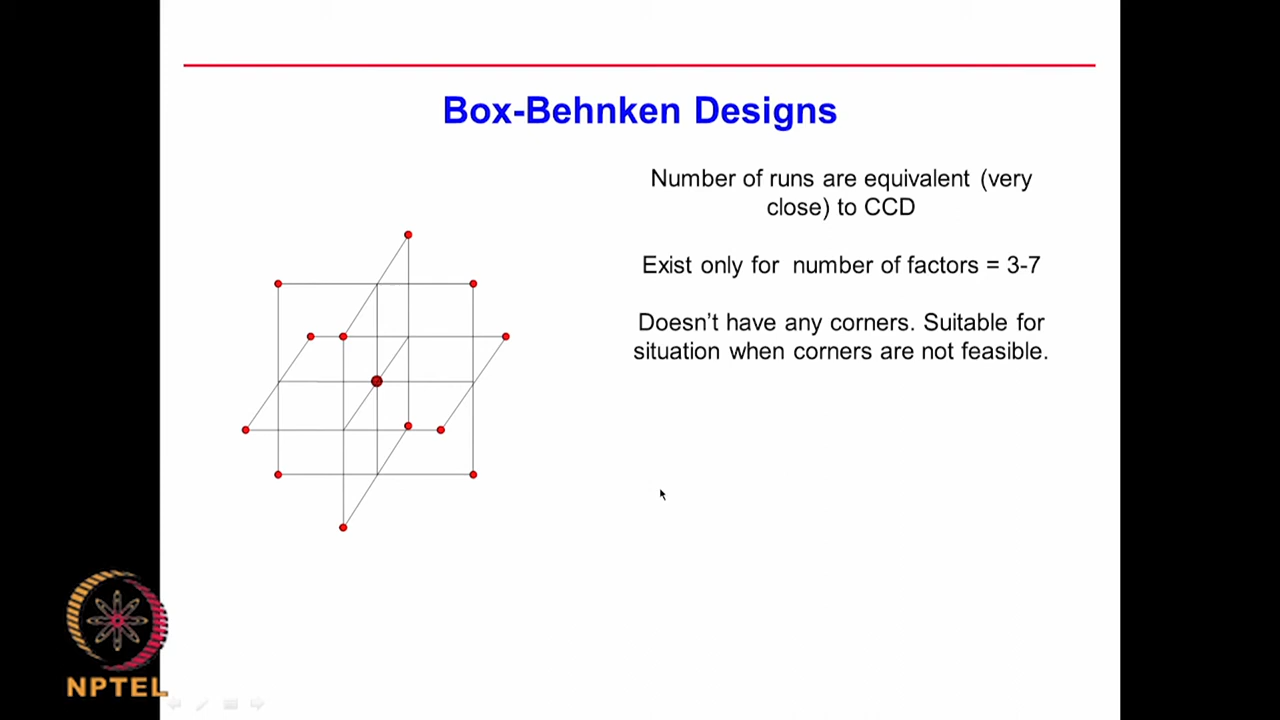 Box-Behnken Designs
Number of runs are equivalent (very
close) to CCD
Exist only for number of factors = 3-7
Doesn't have any corners. Suitable for
situation when corners are not feasible.
NPTEL